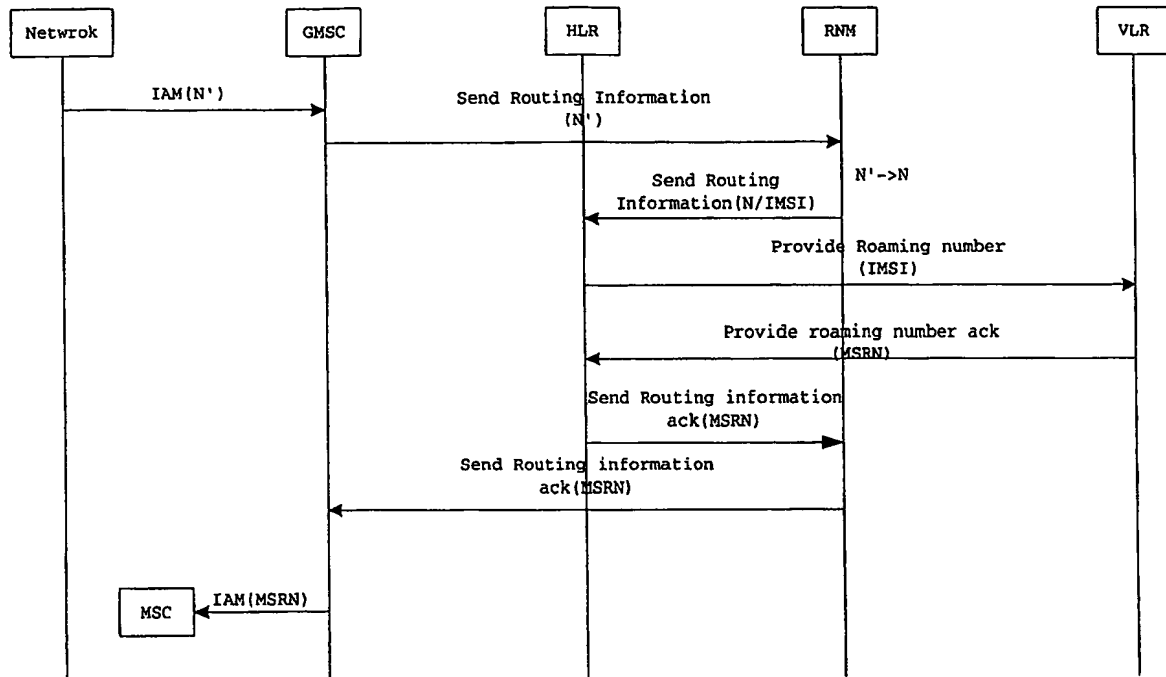 Netwrok
GMSC
HLR
RNM
VLR
IAM(N')
Send Routing Information
(N')
N'->N
Send Routing
Information(N/IMSI)
Provide Roaming number
(IMSI)
Provide roaming number ack
(MSRN)
Send Routing information
ack(MSRN)
Send Routing information
ack(MSRN)
MSC
IAM(MSRN)